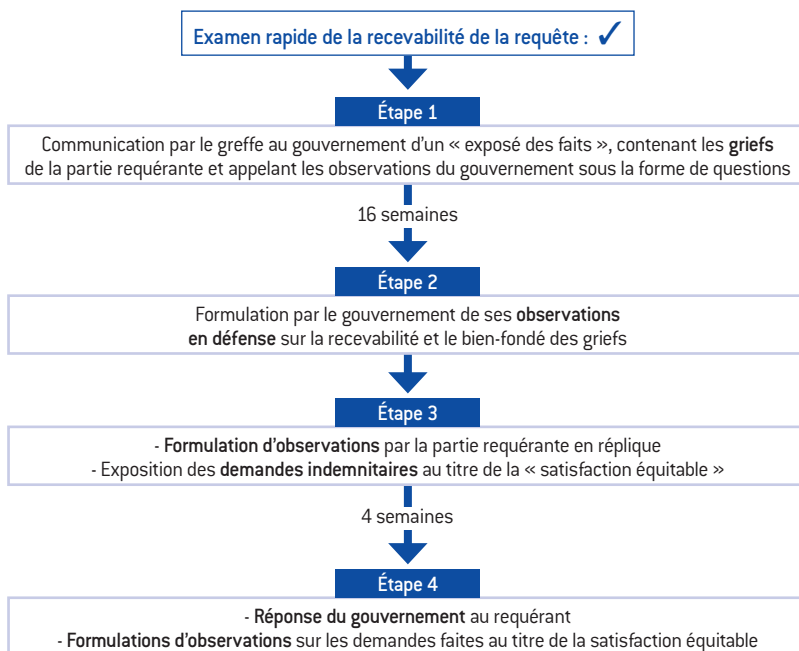 Examen rapide de la recevabilité de la requête : ✓
Étape 1
Communication par le greffe au gouvernement d’un « exposé des faits », contenant les griefs
de la partie requérante et appelant les observations du gouvernement sous la forme de questions
16 semaines
Étape 2
Formulation par le gouvernement de ses observations
en défense sur la recevabilité et le bien-fondé des griefs
Étape 3
- Formulation d’observations par la partie requérante en réplique
- Exposition des demandes indemnitaires au titre de la « satisfaction équitable »
4 semaines
Étape 4
- Réponse du gouvernement au requérant
- Formulations d’observations sur les demandes faites au titre de la satisfaction équitable